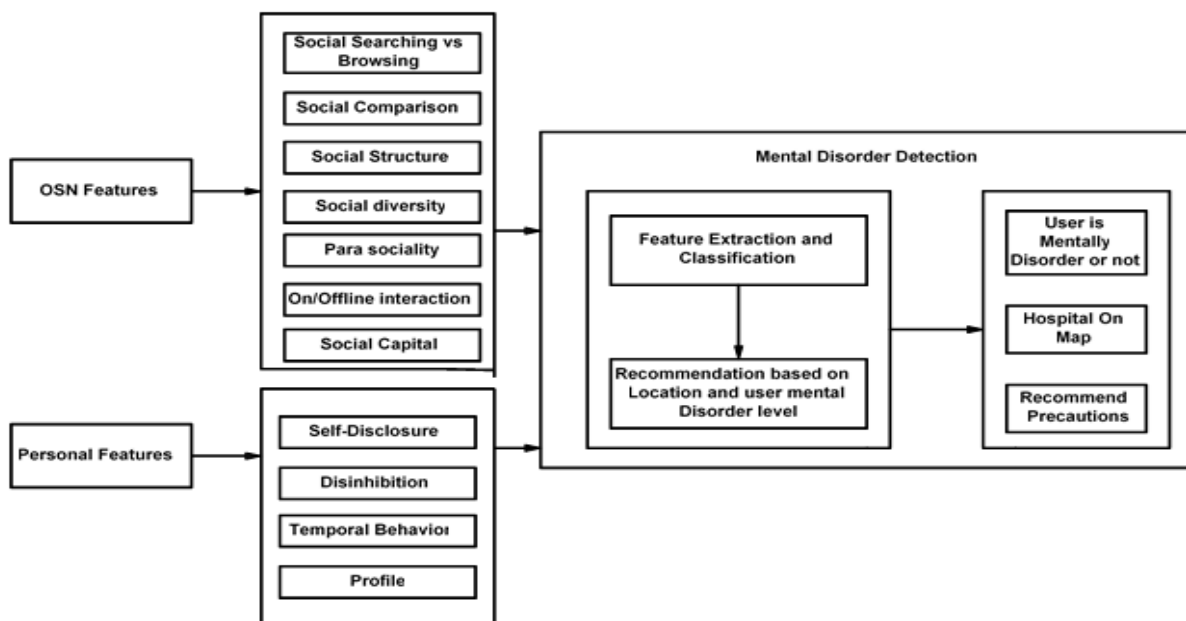 OSN Features
Social Searching vs
Browsing
Social Comparison
Social Structure
Social diversity
Para sociality
On/Offline interaction
Social Capital
Personal Features
Self-Disclosure
Disinhibition
Temporal Behavior
Profile
Mental Disorder Detection
Feature Extraction and
Classification
Recommendation based on
Location and user mental
Disorder level
User is
Mentally
Disorder or not
Hospital On
Map
Recommend
Precautions